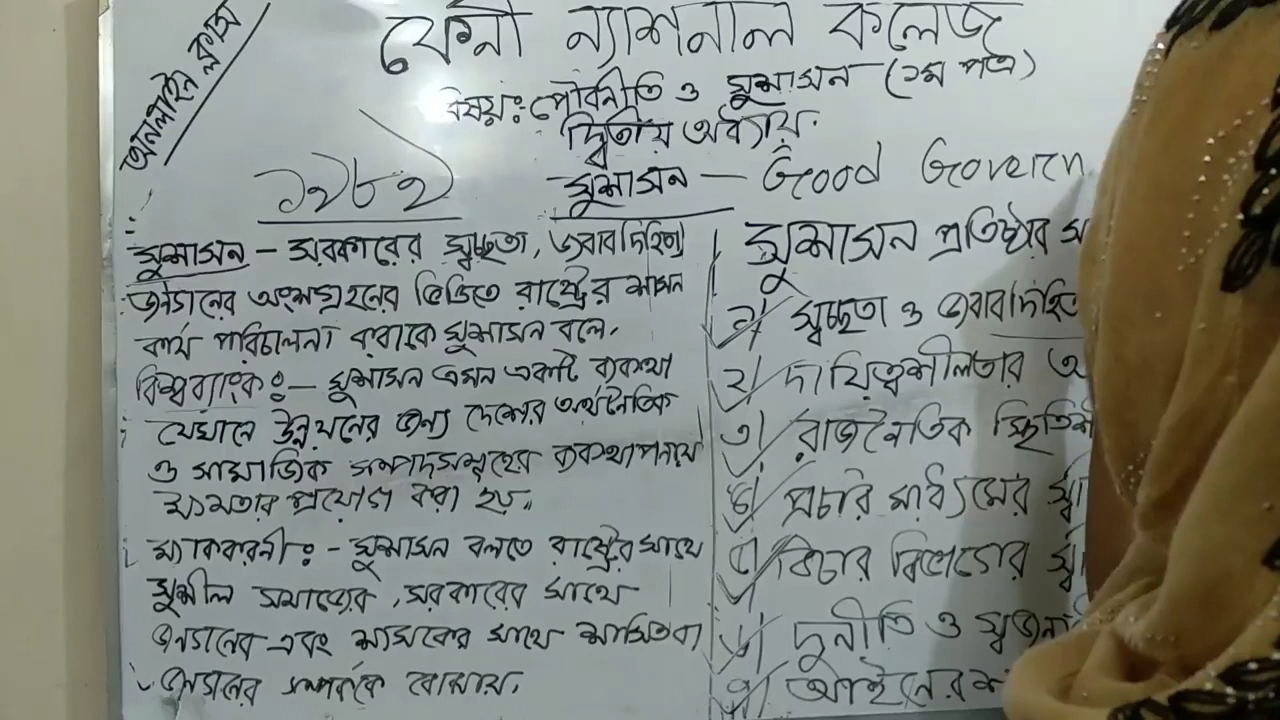 অনলাইন ক্লাস
ফেনী ন্যাশনাল কলেজ
বিষয়: পৌরনীতি ও সুশাসন (১ম পত্র)
দ্বিতীয় অধ্যায়.
সুশাসন — Good Govern
সুশাসন – সরকারের স্বচ্ছতা, জবাবদিহিতা
জনগনের অংশগ্রহনের ভিত্তিতে রাষ্ট্রের শাসন
কার্য পরিচালনা করাকে সুশাসন বলে.
বিশ্বব্যাংক :– সুশাসন এমন একটি ব্যবস্থা
যেখানে উন্নয়নের জন্য দেশের অর্থনৈতিক
ও সামাজিক সম্পদসমূহের ব্যবস্থাপনায়
ক্ষমতার প্রয়োগ করা হয়॥
ম্যাককরনী :– সুশাসন বলতে রাষ্ট্রের সাথে
সুশীল সমাজের, সরকারের সাথে
জনগনের এবং শাসকের সাথে শাসিত বা
জনগনের সম্পর্ককে বোঝায়.
সুশাসন প্রতিষ্ঠার স
১। স্বচ্ছতা ও জবাবদিহিত
২। দায়িত্বশীলতার অ
৩। রাজনৈতিক স্থিতিশ
৪। প্রচার মাধ্যমের স্বা
৫। বিচার বিভাগের স্বা
৬। দুর্নীতি ও স্বজন
৭। আইনের শ